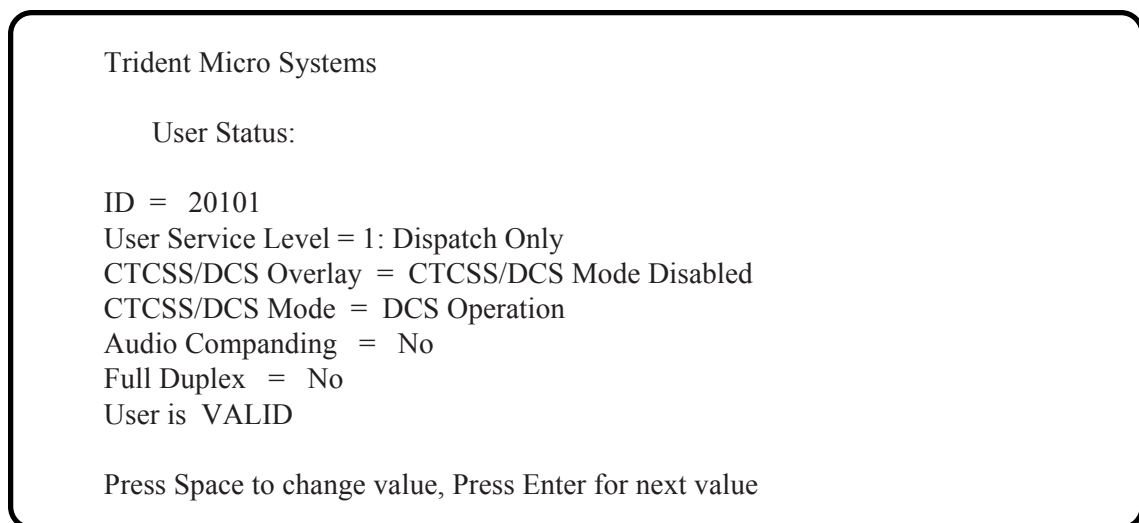 Trident Micro Systems
User Status:
ID = 20101
User Service Level = 1: Dispatch Only
CTCSS/DCS Overlay = CTCSS/DCS Mode Disabled
CTCSS/DCS Mode = DCS Operation
Audio Companding = No
Full Duplex = No
User is VALID
Press Space to change value, Press Enter for next value